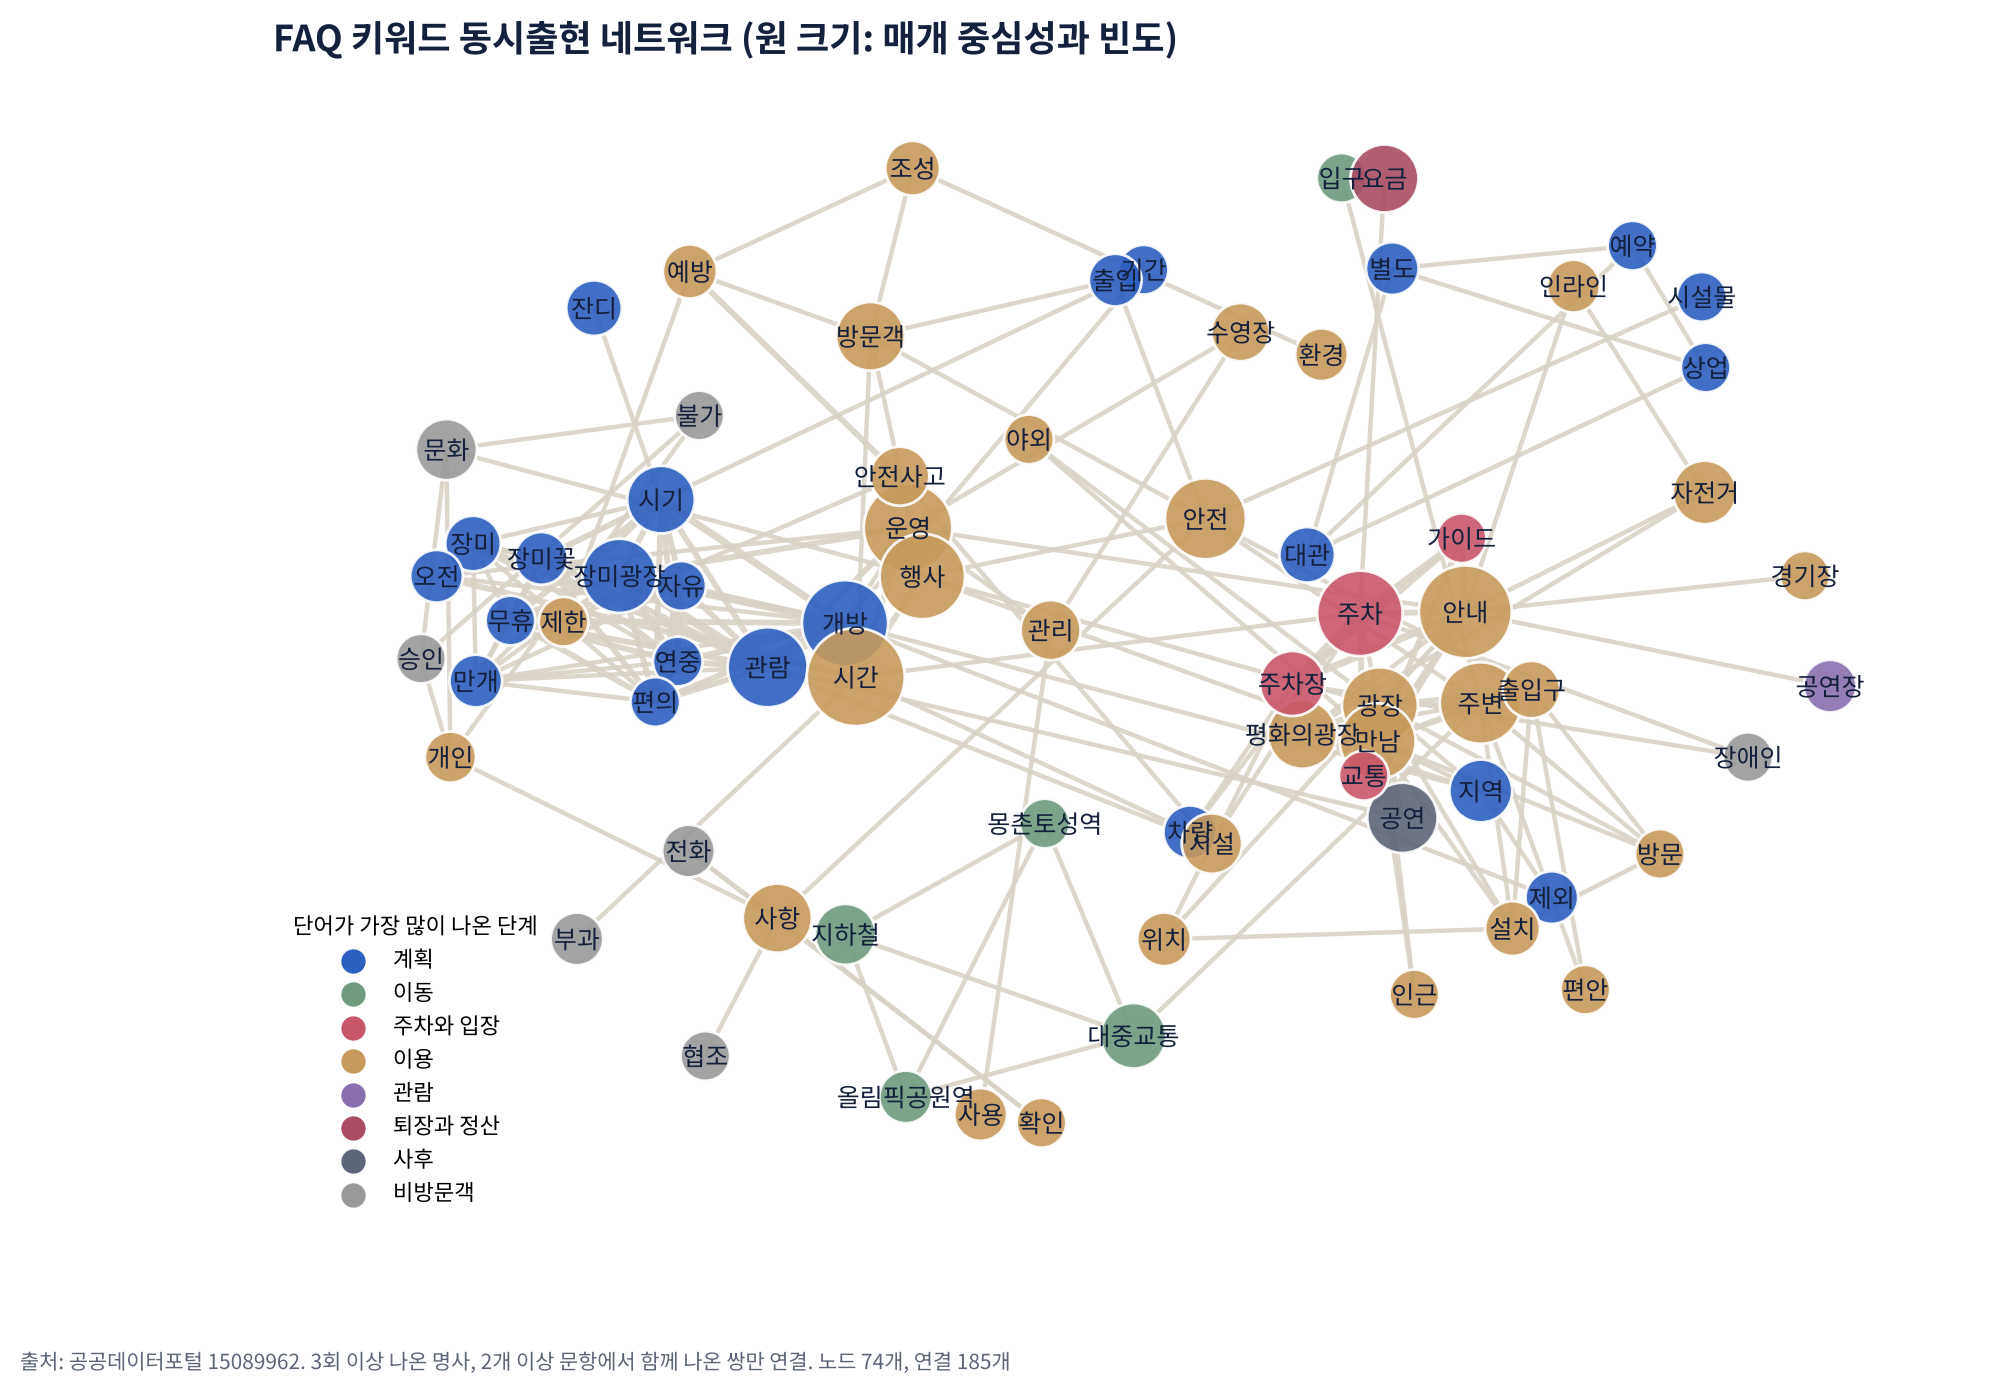 FAQ 키워드 동시출현 네트워크 (원 크기: 매개 중심성과 빈도)
조성
입구
요금
예방
출입
기간
별도
예약
인라인
시설물
잔디
방문객
수영장
환경
상업
불가
문화
야외
안전사고
시기
운영
안전
자전거
장미
장미꽃
오전
장미광장
자유
행사
대관
가이드
경기장
무휴
제한
개방
관리
주차
안내
승인
만개
연중
편의
관람
시간
주차장
광장
주변
출입구
공연장
평화의광장
만남
개인
교통
지역
장애인
몽촌토성역
차량
시설
공연
전화
방문
사항
지하철
부과
위치
제외
설치
인근
편안
협조
대중교통
올림픽공원역
사용
확인
단어가 가장 많이 나온 단계
계획
이동
주차와 입장
이용
관람
퇴장과 정산
사후
비방문객
출처: 공공데이터포털 15089962. 3회 이상 나온 명사, 2개 이상 문항에서 함께 나온 쌍만 연결. 노드 74개, 연결 185개